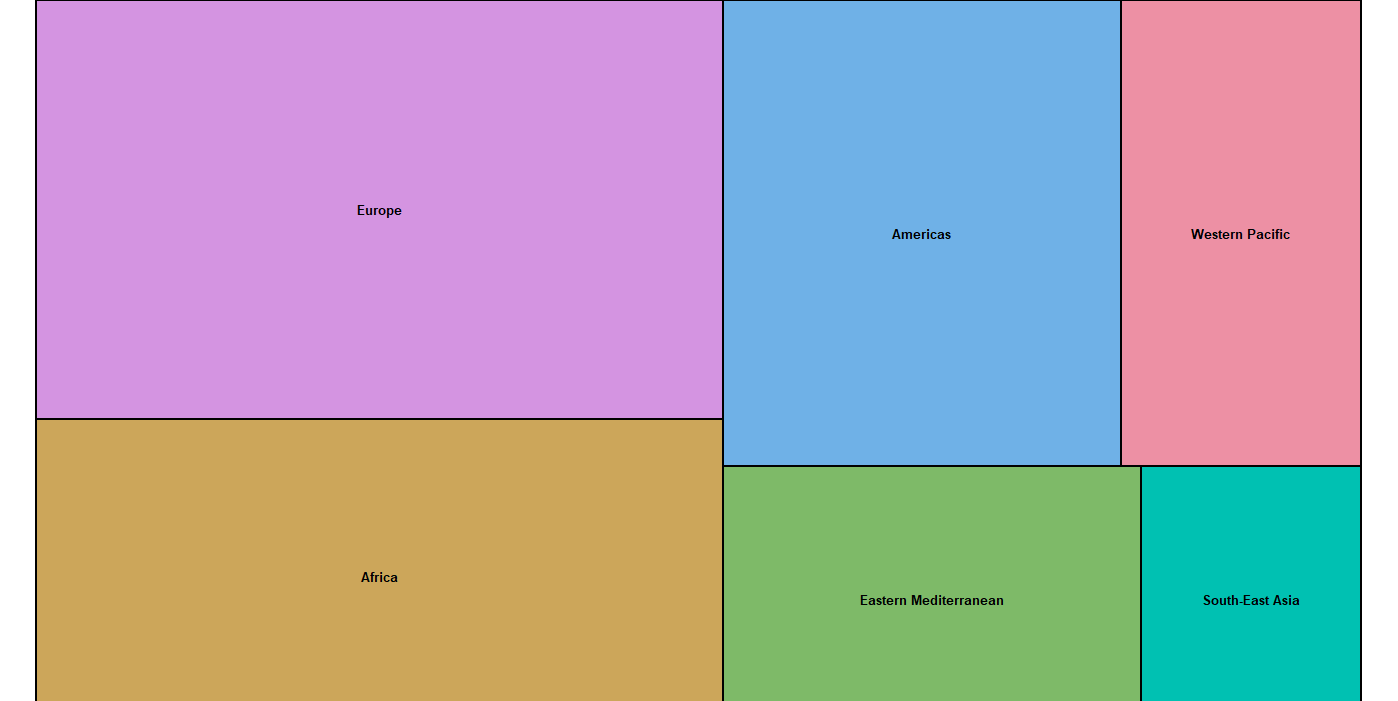 Europe
Americas
Western Pacific
Africa
Eastern Mediterranean
South-East Asia